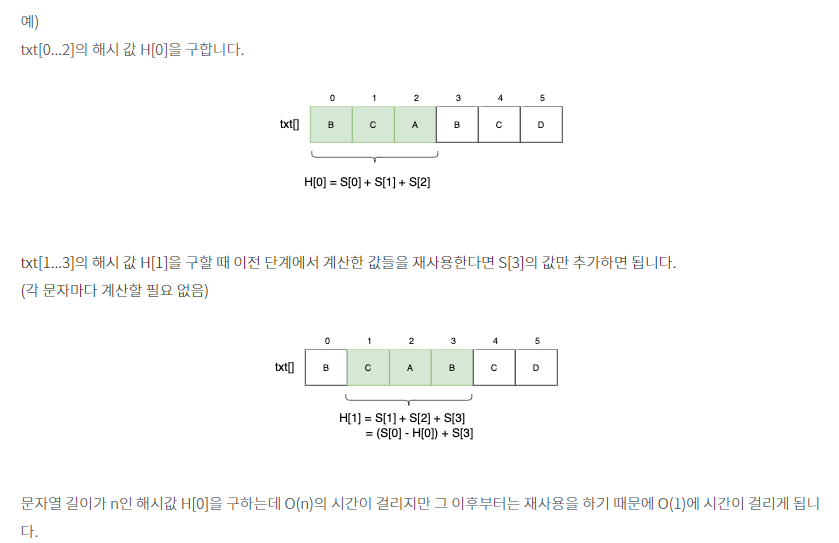 예)
txt[0...2]의 해시 값 H[0]을 구합니다.
0 1 2 3 4 5
txt[] B C A B C D
H[0] = S[0] + S[1] + S[2]
txt[1...3]의 해시 값 H[1]을 구할 때 이전 단계에서 계산한 값들을 재사용한다면 S[3]의 값만 추가하면 됩니다.
(각 문자마다 계산할 필요 없음)
0 1 2 3 4 5
txt[] B C A B C D
H[1] = S[1] + S[2] + S[3]
= (S[0] - H[0]) + S[3]
문자열 길이가 n인 해시값 H[0]을 구하는데 O(n)의 시간이 걸리지만 그 이후부터는 재사용을 하기 때문에 O(1)에 시간이 걸리게 됩니
다.